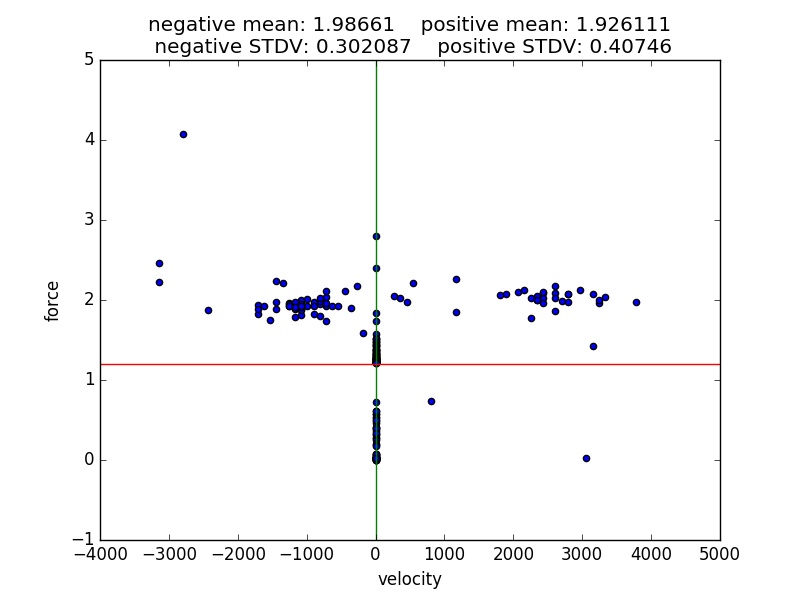 negative mean: 1.98661 positive mean: 1.926111
negative STDV: 0.302087 positive STDV: 0.40746
5
4
3
2
1
0
−1
force
−4000 −3000 −2000 −1000 0 1000 2000 3000 4000 5000
velocity